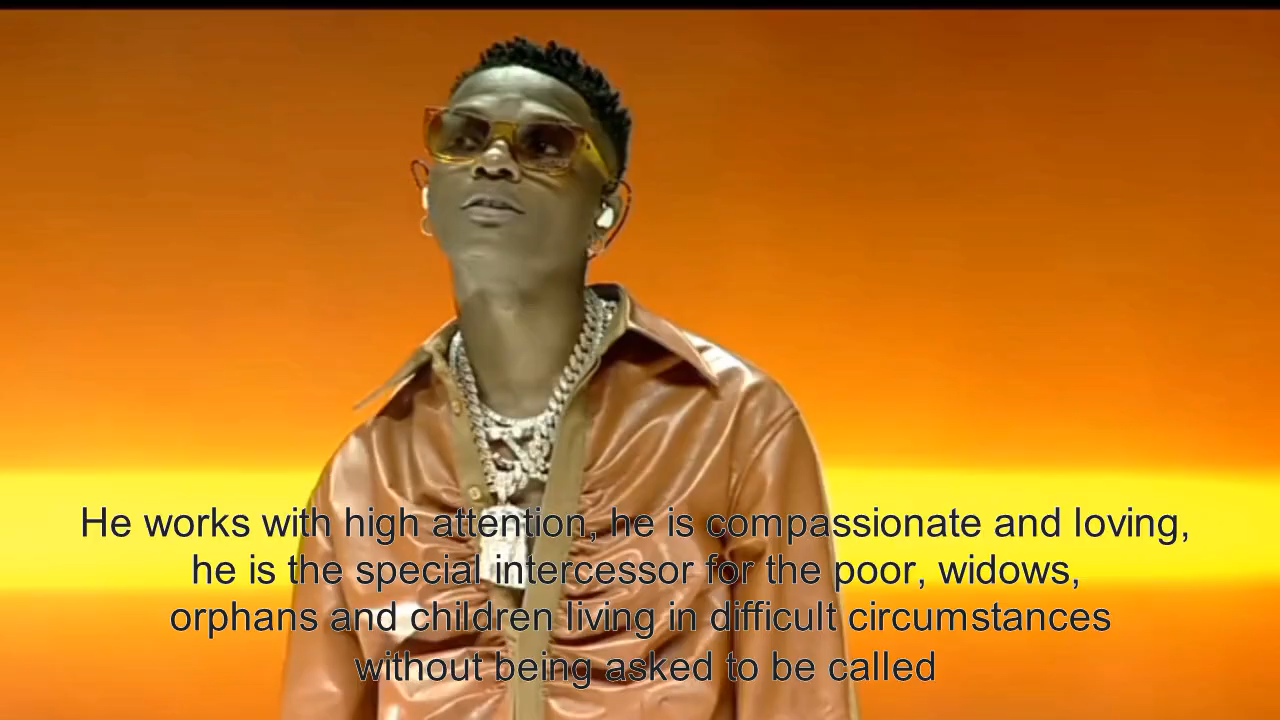 He works with high attention, he is compassionate and loving,
he is the special intercessor for the poor, widows,
orphans and children living in difficult circumstances
without being asked to be called